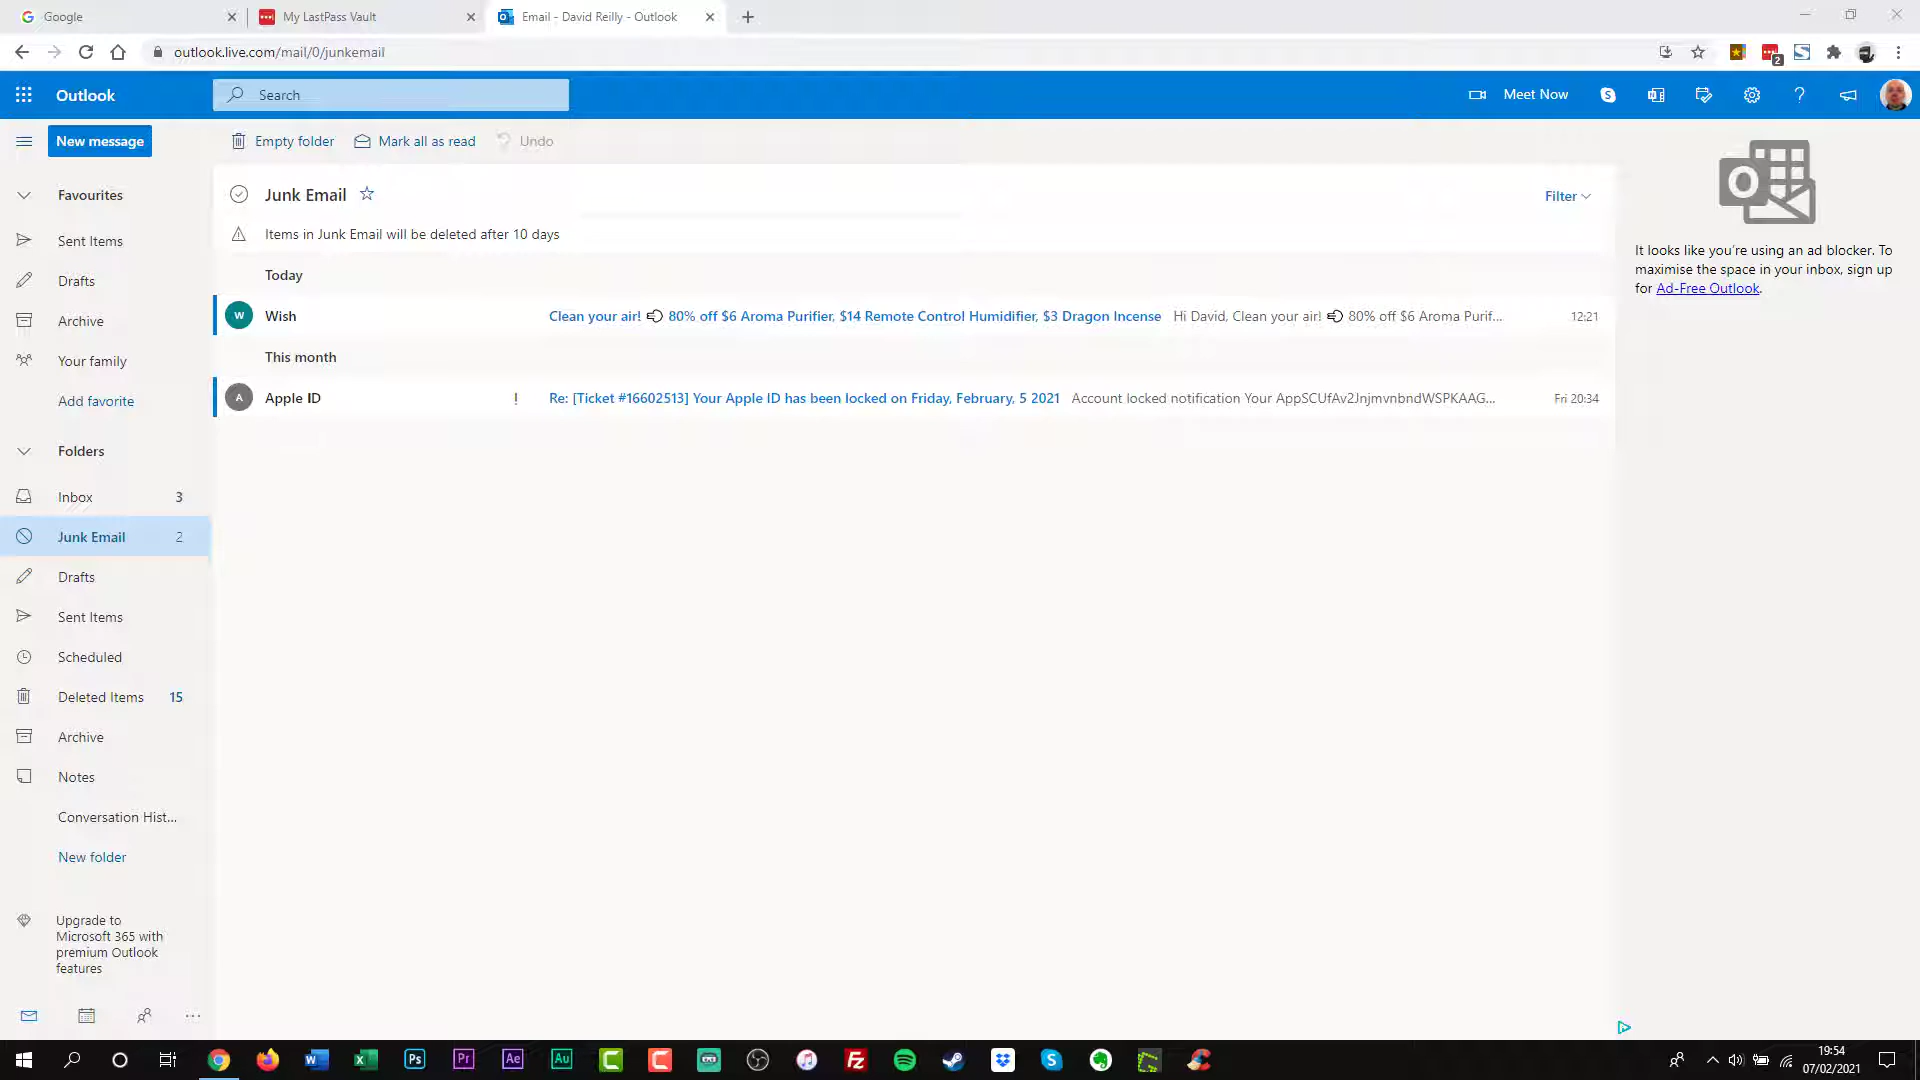 Google
My LastPass Vault
Email - David Reilly - Outlook
outlook.live.com/mail/0/junkemail
2
Outlook
Search
Meet Now
New message
Empty folder
Mark all as read
Undo
Favourites
Sent Items
Drafts
Archive
Your family
Add favorite
Folders
Inbox 3
Junk Email 2
Drafts
Sent Items
Scheduled
Deleted Items 15
Archive
Notes
Conversation Hist...
New folder
Upgrade to
Microsoft 365 with
premium Outlook
features
Junk Email
Filter
Items in Junk Email will be deleted after 10 days
Today
W Wish Clean your air! 80% off $6 Aroma Purifier, $14 Remote Control Humidifier, $3 Dragon Incense Hi David, Clean your air! 80% off $6 Aroma Purif... 12:21
This month
A Apple ID ! Re: [Ticket #16602513] Your Apple ID has been locked on Friday, February, 5 2021 Account locked notification Your AppSCUfAv2JnjmvnbndWSPKAAG... Fri 20:34
It looks like you're using an ad blocker. To
maximise the space in your inbox, sign up
for Ad-Free Outlook.
Ps Pr Ae Au
19:54
07/02/2021